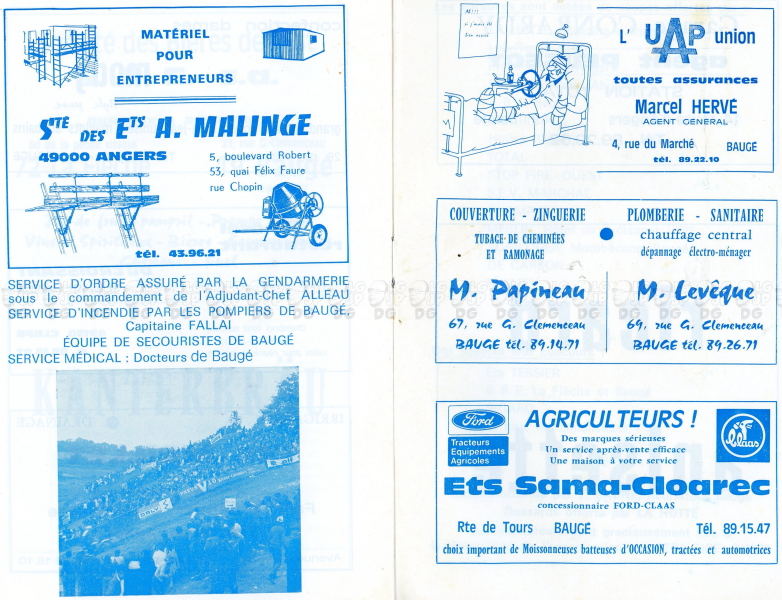 MATÉRIEL
POUR
ENTREPRENEURS
Sté DES Ets A. MALINGE
49000 ANGERS
5, boulevard Robert
53, quai Félix Faure
rue Chopin
tél. 43.96.21
SERVICE D'ORDRE ASSURÉ PAR LA GENDARMERIE
sous le commandement de l'Adjudant-Chef ALLEAU
SERVICE D'INCENDIE PAR LES POMPIERS DE BAUGÉ,
Capitaine FALLAI
ÉQUIPE DE SECOURISTES DE BAUGÉ
SERVICE MÉDICAL : Docteurs de Baugé
L' UAP union
toutes assurances
Marcel HERVÉ
AGENT GENERAL
4, rue du Marché BAUGÉ
tél. 89.22.10
COUVERTURE - ZINGUERIE
TUBAGE DE CHEMINÉES
ET RAMONAGE
M. Papineau
67, rue G. Clemenceau
BAUGE tél. 89.14.71
PLOMBERIE - SANITAIRE
chauffage central
dépannage électro-ménager
M. Levêque
69, rue G. Clemenceau
BAUGE tél. 89.26.71
Ford
Tracteurs
Equipements
Agricoles
AGRICULTEURS !
Des marques sérieuses
Un service après-vente efficace
Une maison à votre service
Claas
Ets Sama-Cloarec
concessionnaire FORD-CLAAS
Rte de Tours BAUGÉ Tél. 89.15.47
choix important de Moissonneuses batteuses d'OCCASION, tractées et automotrices